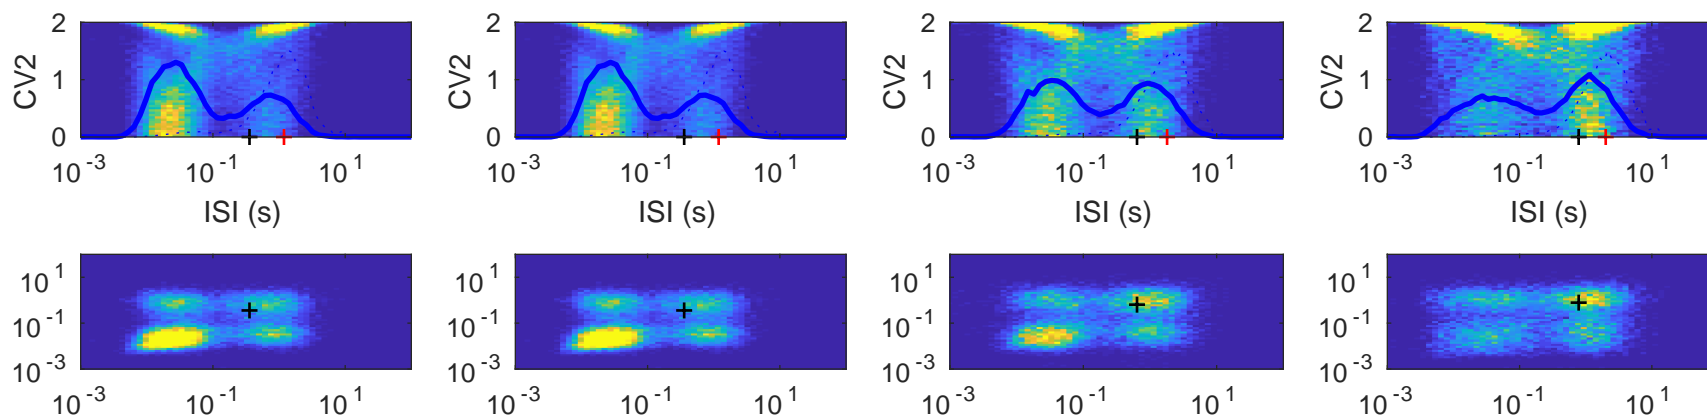 2 2 2 2
CV2 CV2 CV2 CV2
1 1 1 1
0 0 0 0
10 -3 10 -1 10 1 10 -3 10 -1 10 1 10 -3 10 -1 10 1 10 -3 10 -1 10 1
ISI (s) ISI (s) ISI (s) ISI (s)
10 1 10 1 10 1 10 1
10 -1 10 -1 10 -1 10 -1
10 -3 10 -3 10 -3 10 -3
10 -3 10 -1 10 1 10 -3 10 -1 10 1 10 -3 10 -1 10 1 10 -3 10 -1 10 1